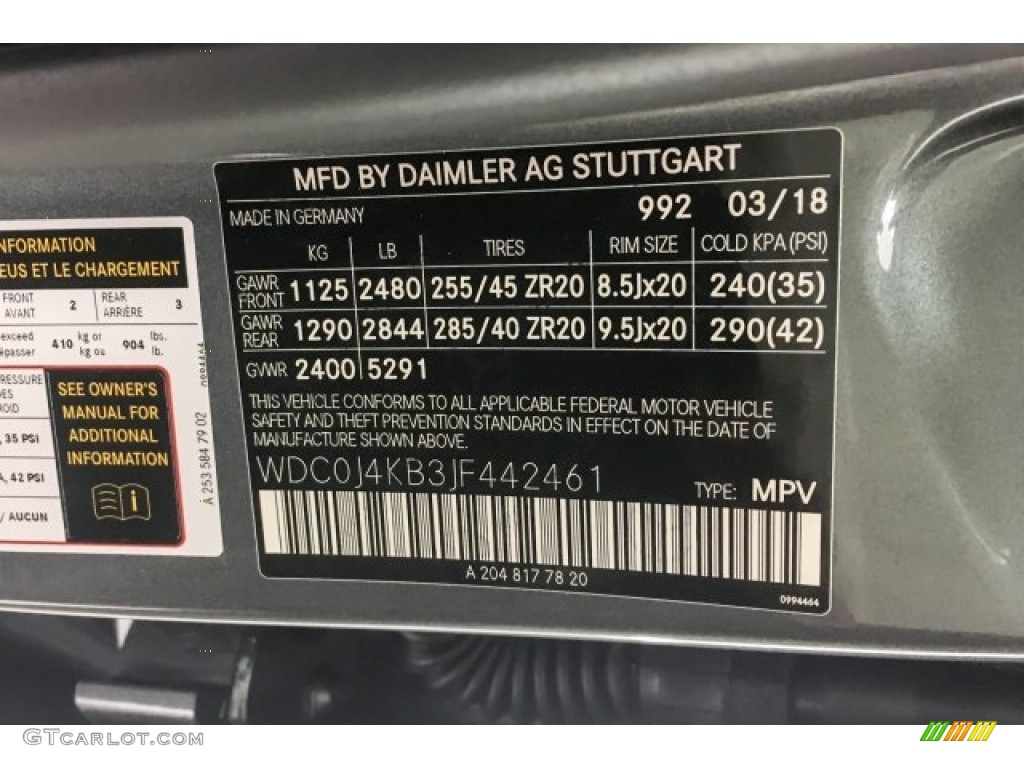 MFD BY DAIMLER AG STUTTGART
MADE IN GERMANY 992 03/18
KG LB TIRES RIM SIZE COLD KPA(PSI)
GAWR FRONT 1125 2480 255/45 ZR20 8.5Jx20 240(35)
GAWR REAR 1290 2844 285/40 ZR20 9.5Jx20 290(42)
GVWR 2400 5291
THIS VEHICLE CONFORMS TO ALL APPLICABLE FEDERAL MOTOR VEHICLE
SAFETY AND THEFT PREVENTION STANDARDS IN EFFECT ON THE DATE OF
MANUFACTURE SHOWN ABOVE.
WDC0J4KB3JF442461
TYPE: MPV
A 204 817 78 20
0994464
NFORMATION
EUS ET LE CHARGEMENT
FRONT AVANT 2 REAR ARRIÈRE 3
exceed 410 kg or 904 lbs.
épasser kg ou lb.
RESSURE
35 PSI
42 PSI
/ AUCUN
SEE OWNER'S
MANUAL FOR
ADDITIONAL
INFORMATION
A 253 584 79 02
0994464
GTcarlot.com